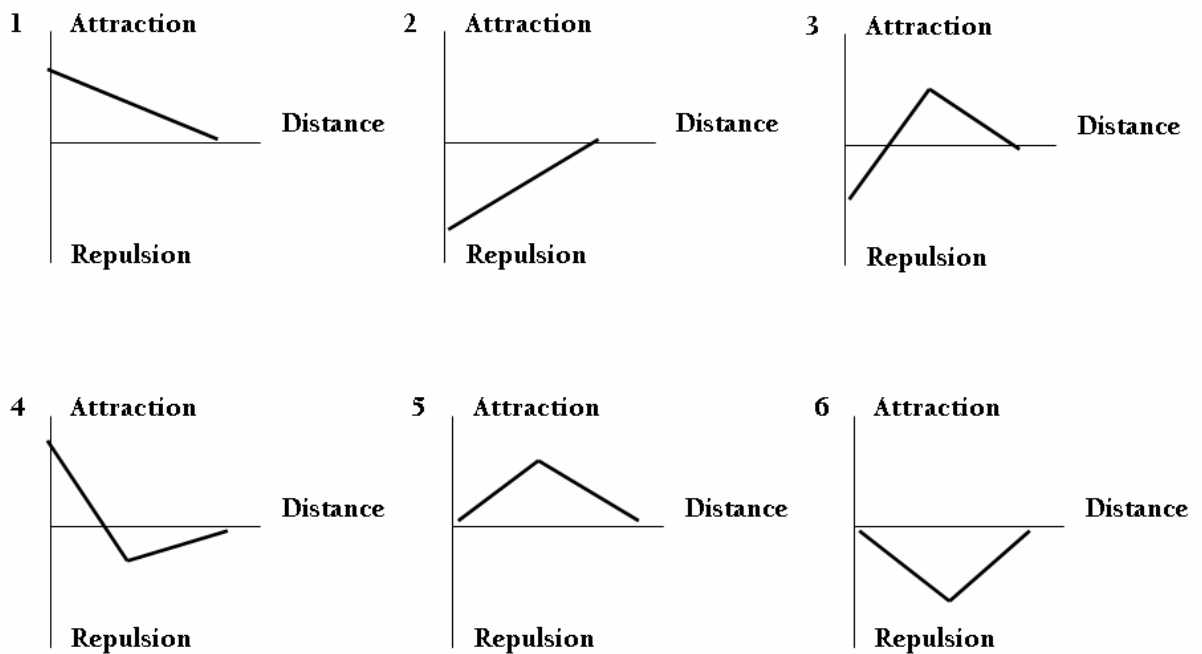 1 Attraction
Distance
Repulsion
2 Attraction
Distance
Repulsion
3 Attraction
Distance
Repulsion
4 Attraction
Distance
Repulsion
5 Attraction
Distance
Repulsion
6 Attraction
Distance
Repulsion